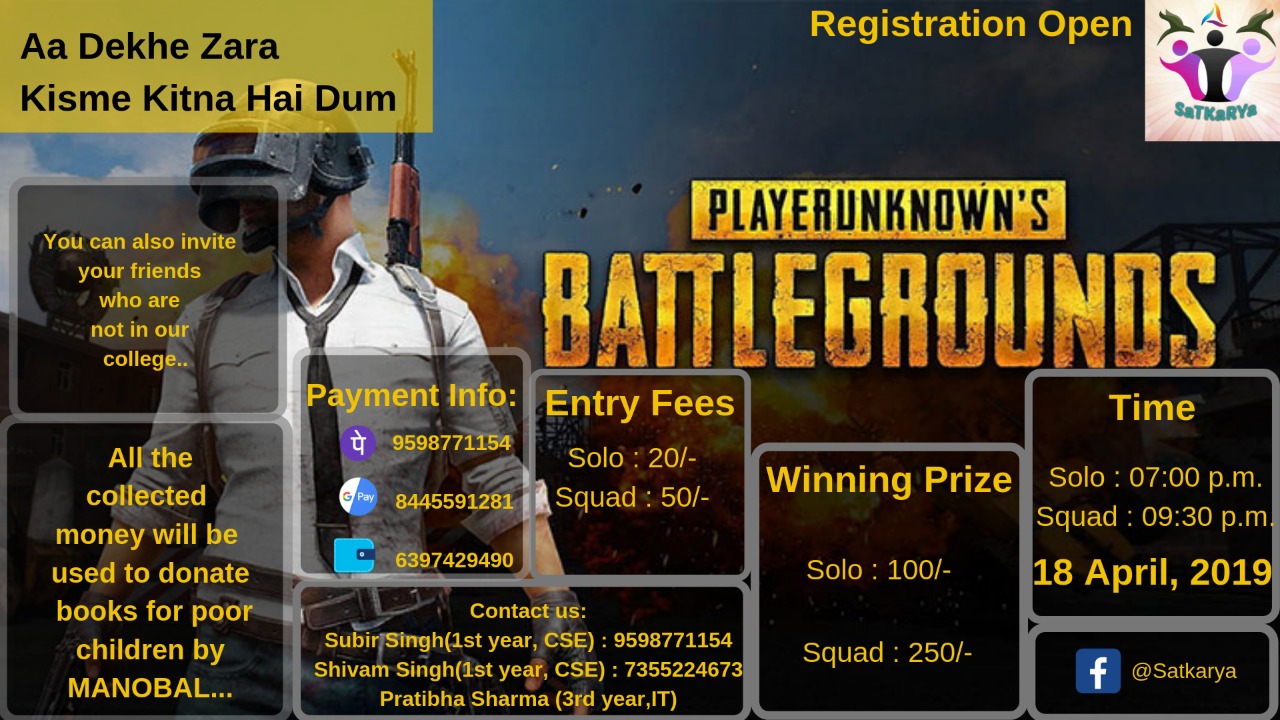 Aa Dekhe Zara
Kisme Kitna Hai Dum
Registration Open
SaTKaRYa
PLAYERUNKNOWN'S
BATTLEGROUNDS
You can also invite
your friends
who are
not in our
college..
All the
collected
money will be
used to donate
books for poor
children by
MANOBAL...
Payment Info:
पे 9598771154
G Pay 8445591281
6397429490
Entry Fees
Solo : 20/-
Squad : 50/-
Contact us:
Subir Singh(1st year, CSE) : 9598771154
Shivam Singh(1st year, CSE) : 7355224673
Pratibha Sharma (3rd year,IT)
Winning Prize
Solo : 100/-
Squad : 250/-
Time
Solo : 07:00 p.m.
Squad : 09:30 p.m.
18 April, 2019
f @Satkarya